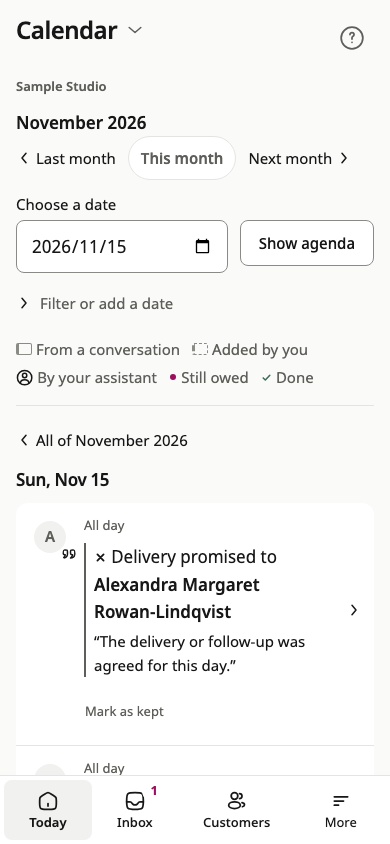 Calendar
Sample Studio
November 2026
Last month
This month
Next month
Choose a date
2026/11/15
Show agenda
Filter or add a date
From a conversation
Added by you
By your assistant
Still owed
Done
All of November 2026
Sun, Nov 15
A
All day
× Delivery promised to
Alexandra Margaret
Rowan-Lindqvist
“The delivery or follow-up was
agreed for this day.”
Mark as kept
All day
Today
Inbox
1
Customers
More